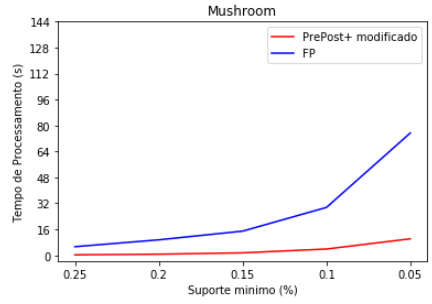 Mushroom
144
128
112
96
80
64
48
32
16
0
Tempo de Processamento (s)
PrePost+ modificado
FP
0.25 0.2 0.15 0.1 0.05
Suporte minimo (%)